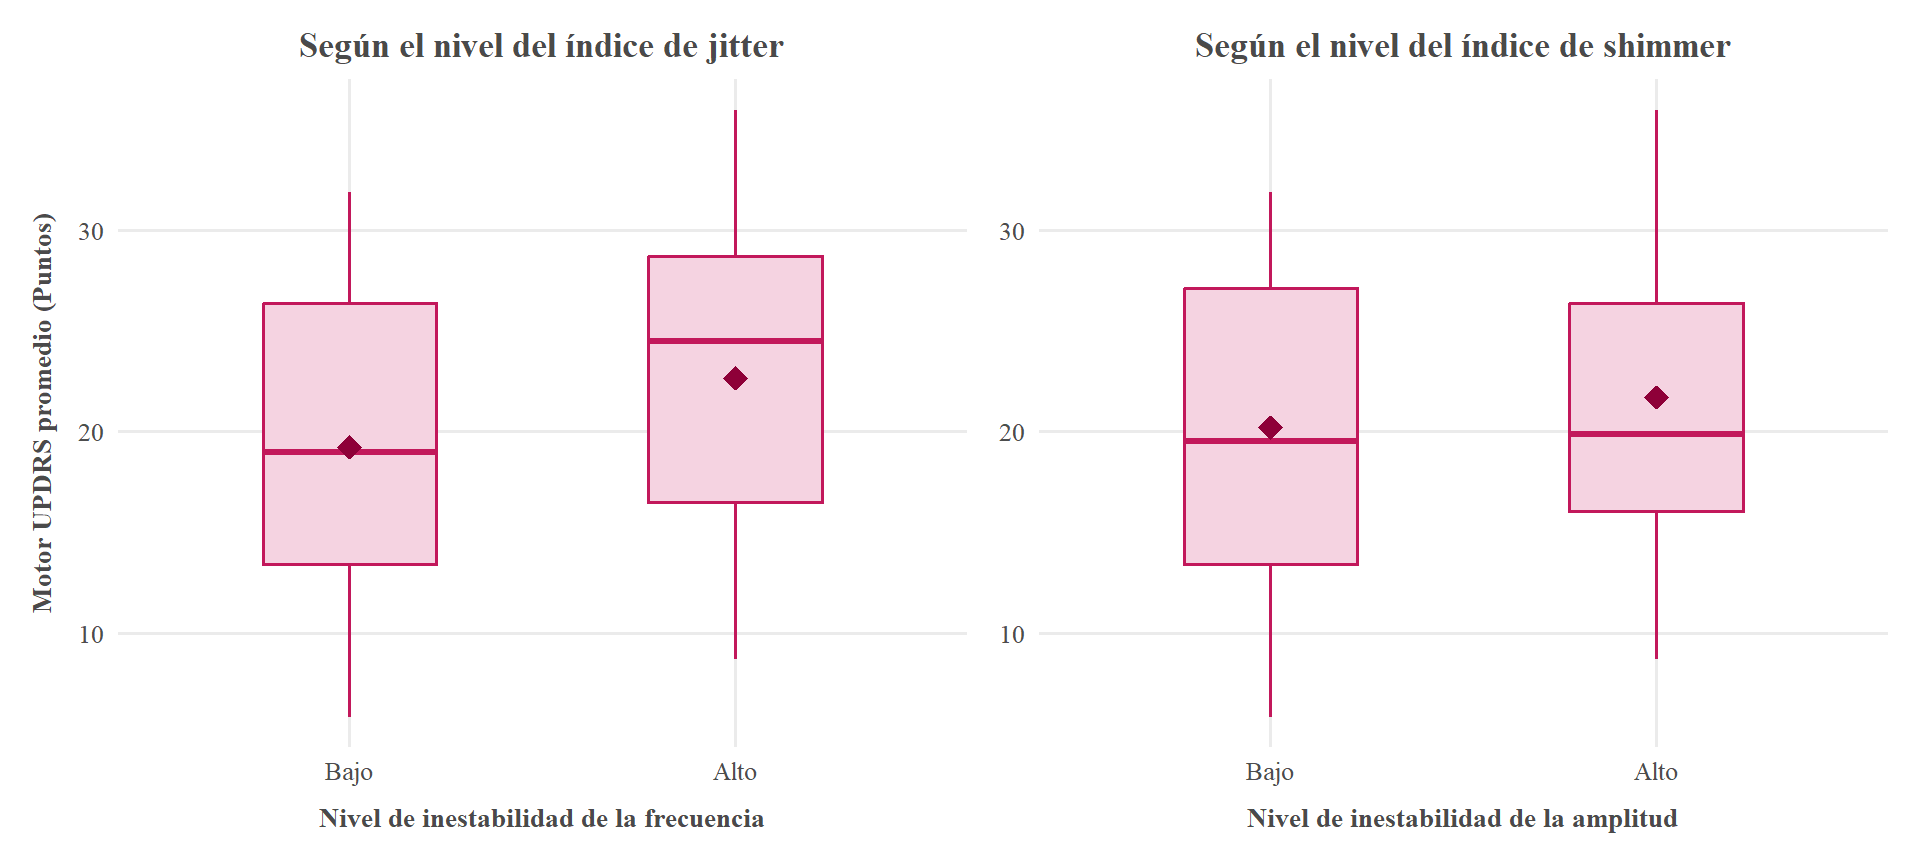 Según el nivel del índice de jitter
Motor UPDRS promedio (Puntos)
30
20
10
Bajo
Alto
Nivel de inestabilidad de la frecuencia
Según el nivel del índice de shimmer
30
20
10
Bajo
Alto
Nivel de inestabilidad de la amplitud